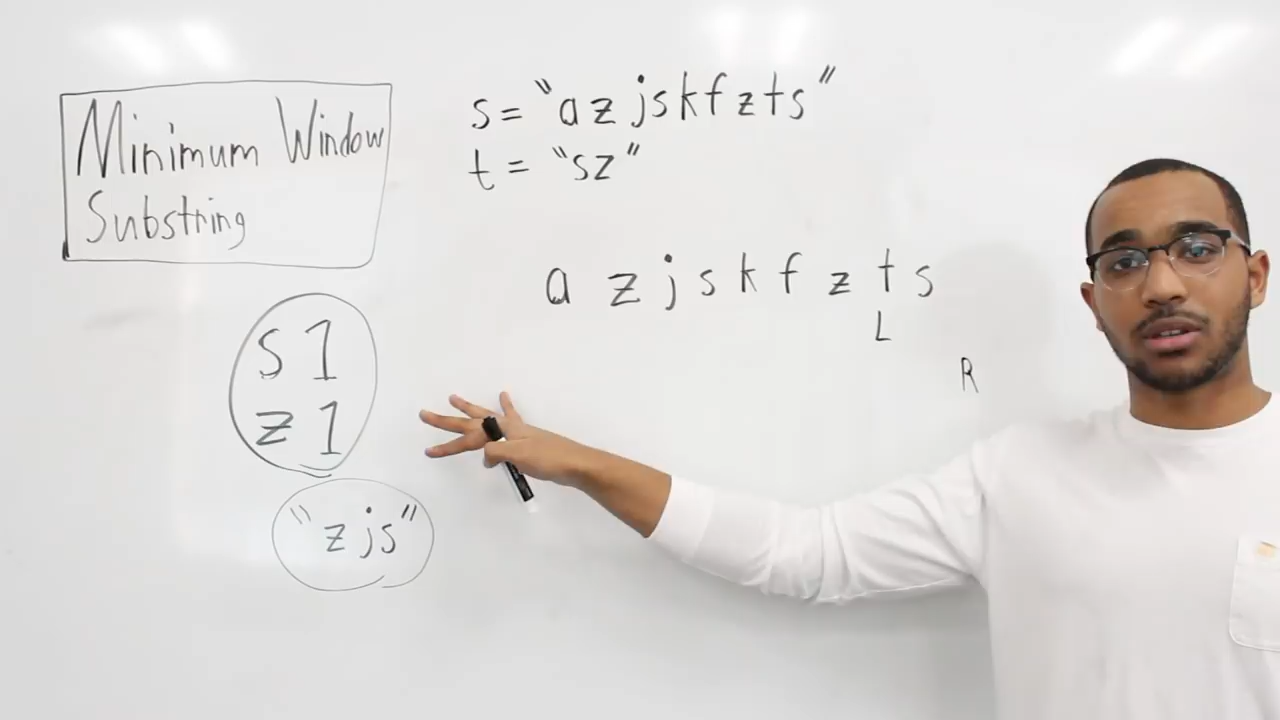 Minimum Window
Substring
s = "azjskfzts"
t = "sz"
a z j s k f z t s
L
R
s 1
z 1
"zjs"